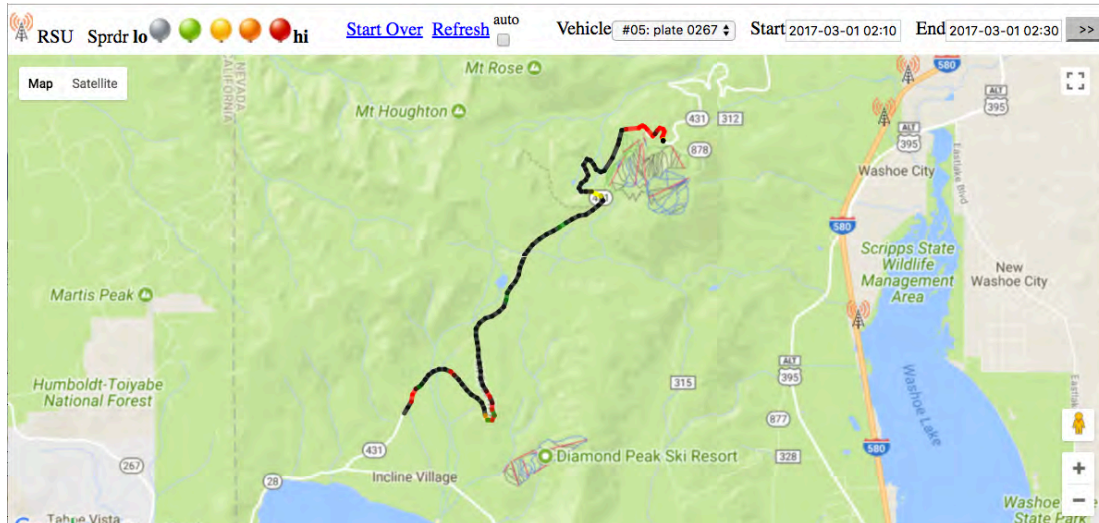 RSU Sprdr lo hi Start Over Refresh auto Vehicle #05: plate 0267 Start 2017-03-01 02:10 End 2017-03-01 02:30 >>
Map Satellite
NEVADA
CALIFORNIA
Mt Rose
580
ALT
395
Mt Houghton
431
312
878
ALT
395
Washoe City
Eastlake Blvd
580
Scripps State
Wildlife
Management
Area
New
Washoe City
Martis Peak
Humboldt-Toiyabe
National Forest
315
ALT
395
Washoe Lake
877
431
Diamond Peak Ski Resort
267
28
Incline Village
328
580
Tahoe Vista
+
−
Washoe
State Park